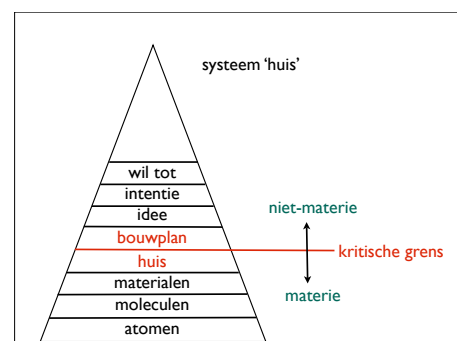 systeem 'huis'
wil tot
intentie
idee
niet-materie
bouwplan
kritische grens
huis
materialen
materie
moleculen
atomen